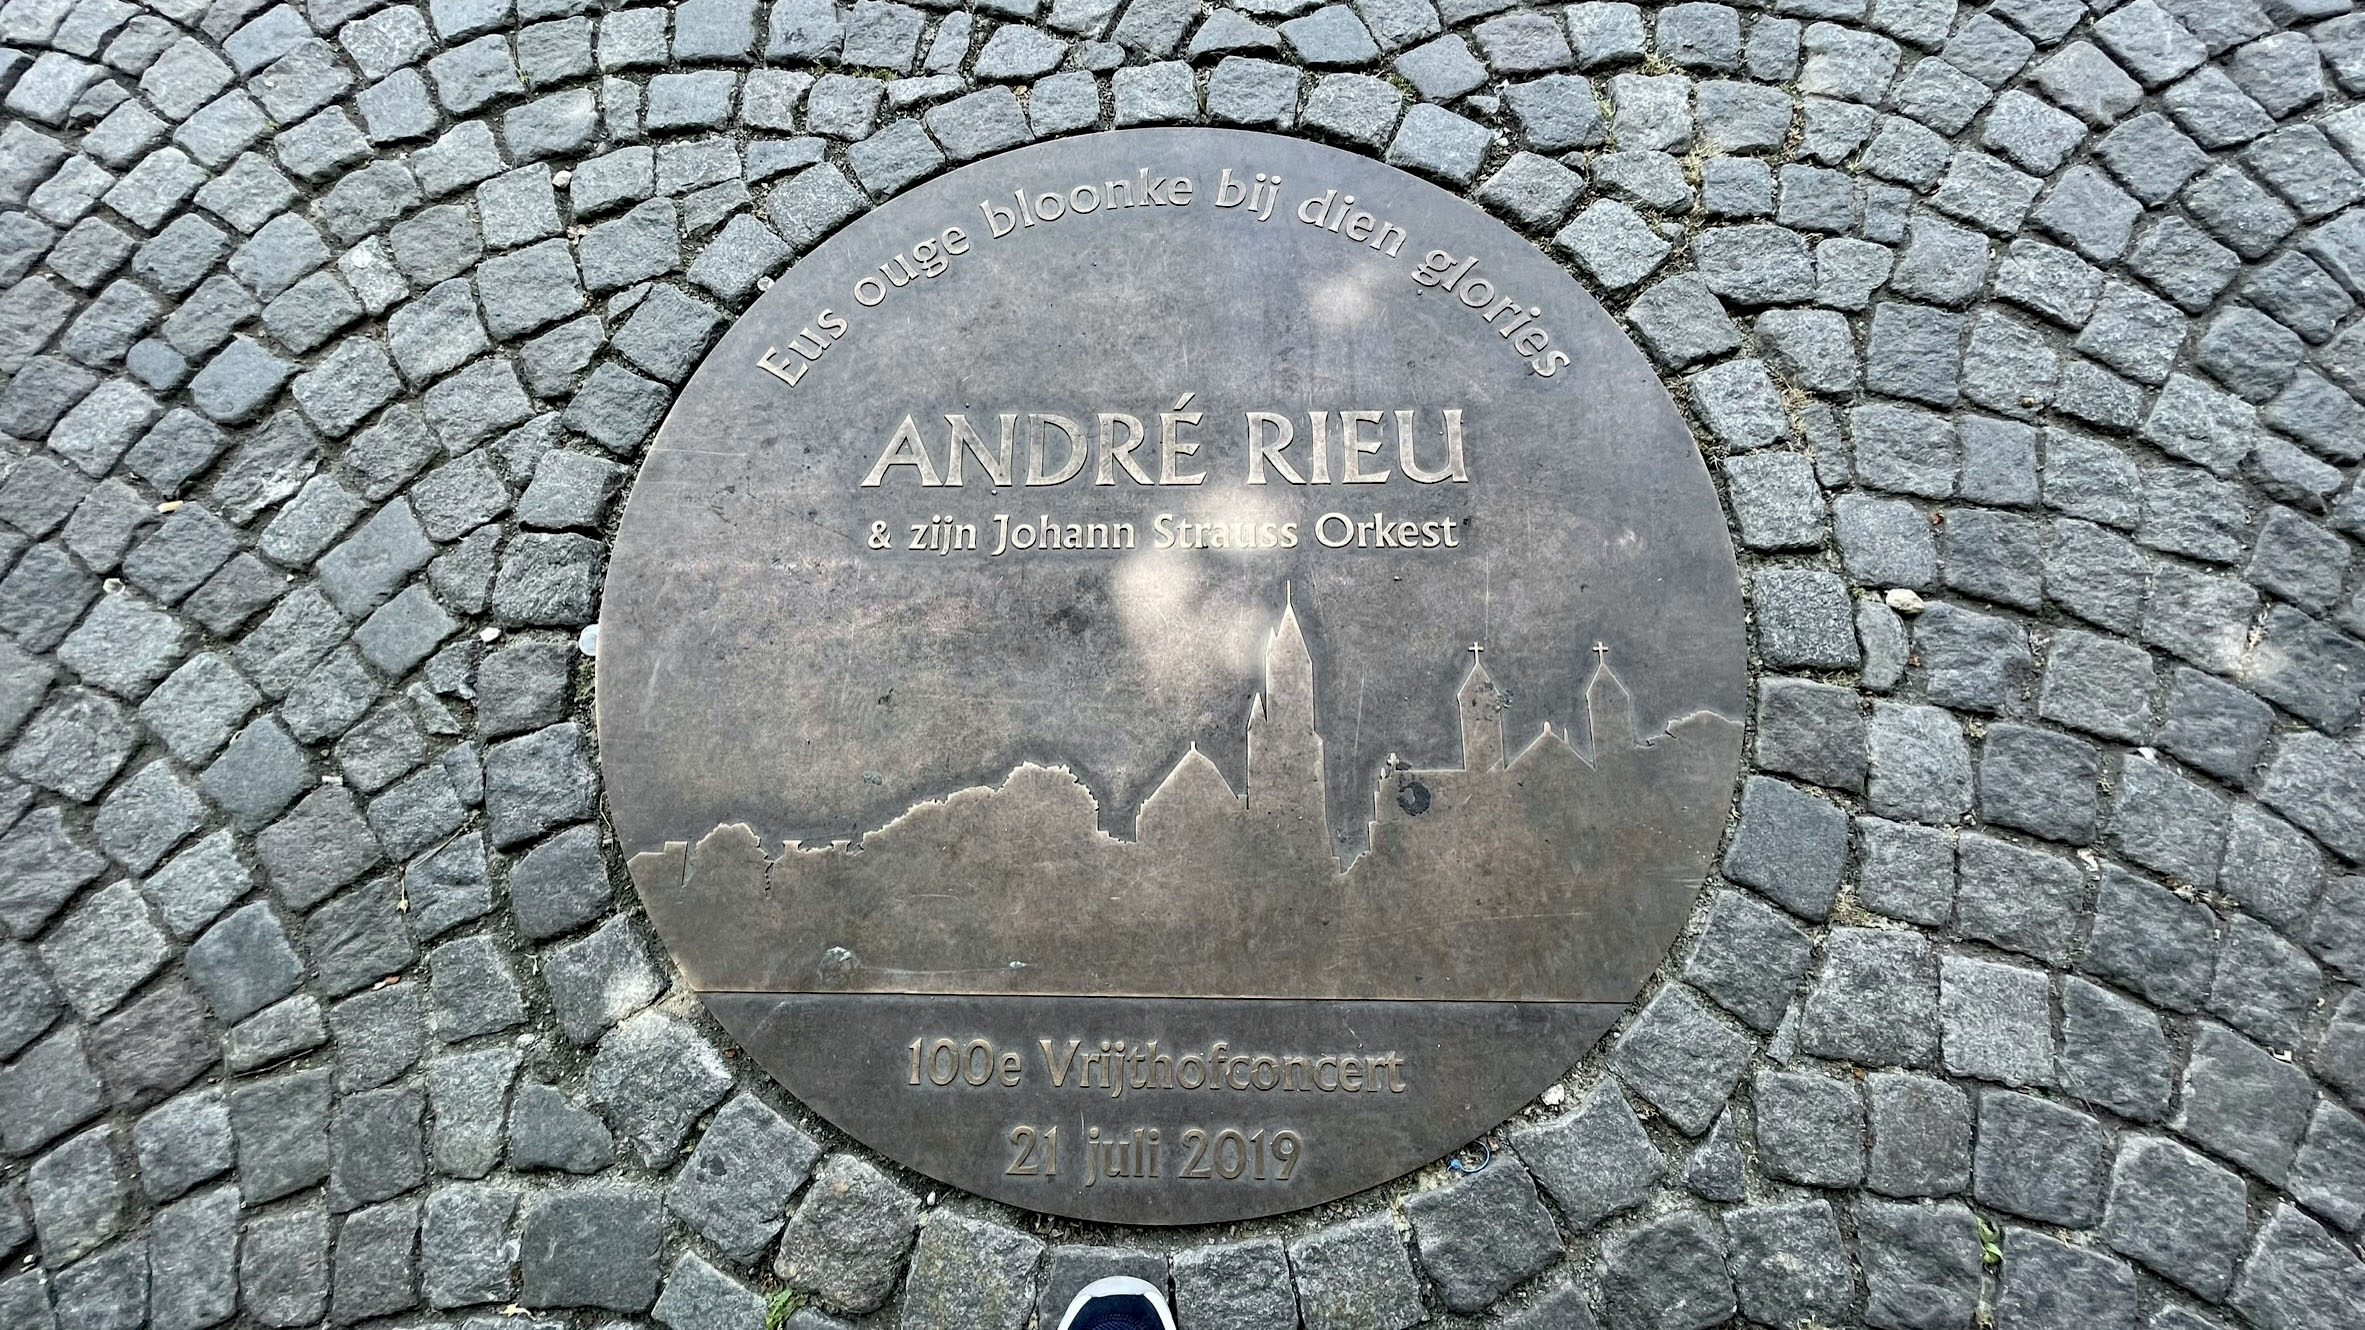 Eus ouge bloonke bij dien glories
ANDRÉ RIEU
& zijn Johann Strauss Orkest
100e Vrijthofconcert
21 juli 2019